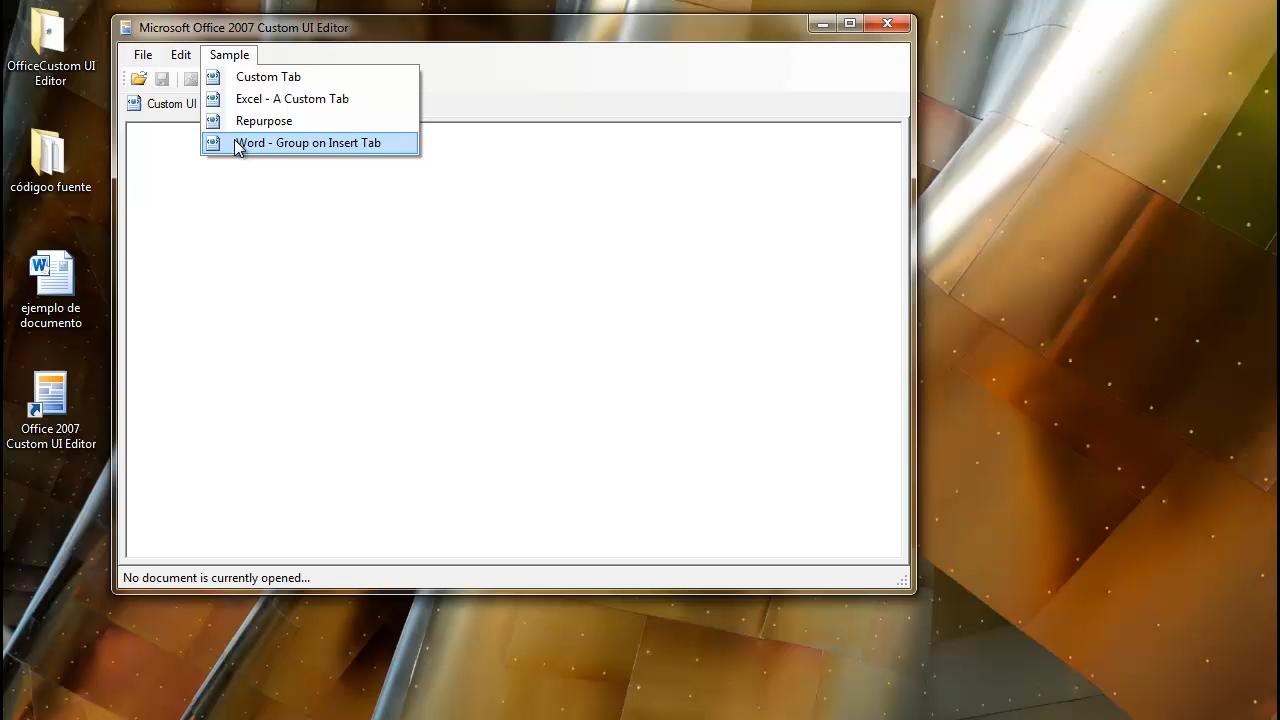 OfficeCustom UI
Editor
códigoo fuente
ejemplo de
documento
Office 2007
Custom UI Editor
Microsoft Office 2007 Custom UI Editor
File Edit Sample
Custom Tab
Excel - A Custom Tab
Repurpose
Word - Group on Insert Tab
Custom UI
No document is currently opened...